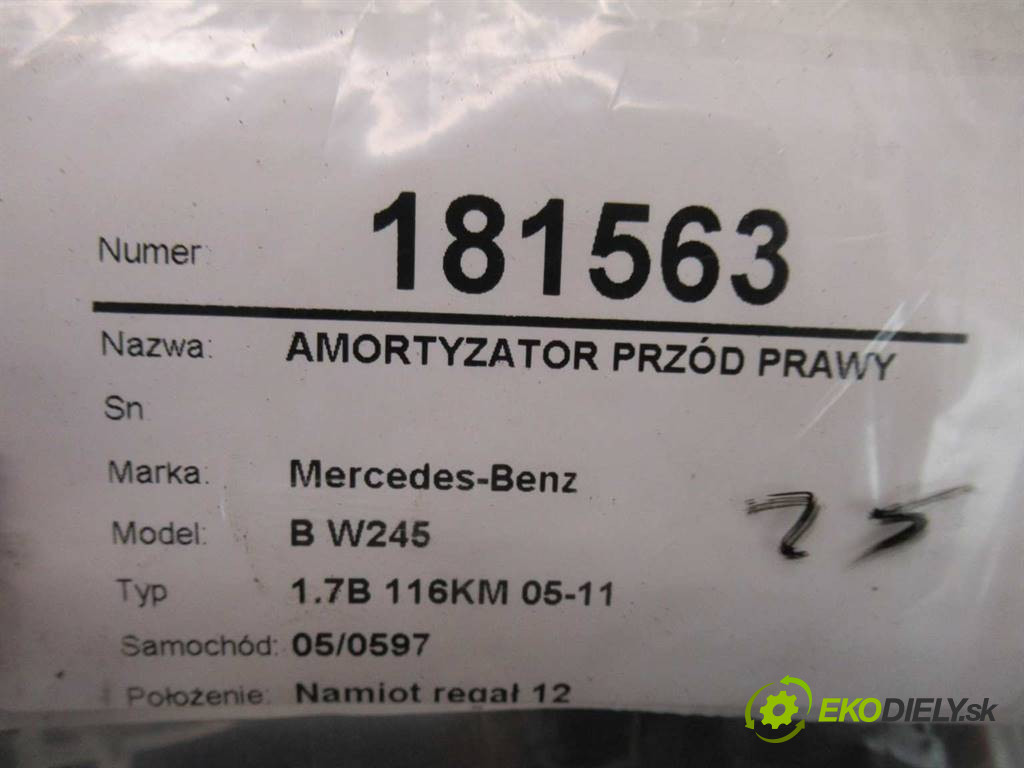 Numer: 181563
Nazwa: AMORTYZATOR PRZÓD PRAWY
Sn
Marka: Mercedes-Benz
Model: B W245
25
Typ 1.7B 116KM 05-11
Samochód: 05/0597
Położenie: Namiot regał 12
EKODIELY.sk